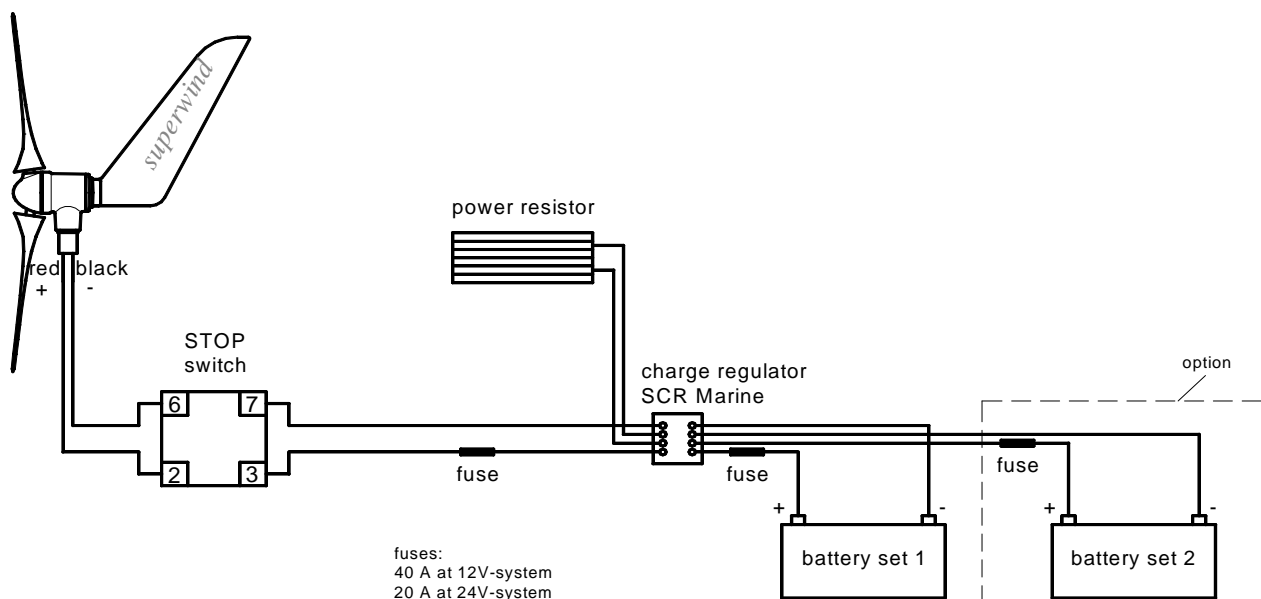 superwind
power resistor
red black
+ -
STOP
switch
charge regulator
SCR Marine
option
6 7
2 3
fuse
fuse
fuse
+ -
+ -
battery set 1
battery set 2
fuses:
40 A at 12V-system
20 A at 24V-system